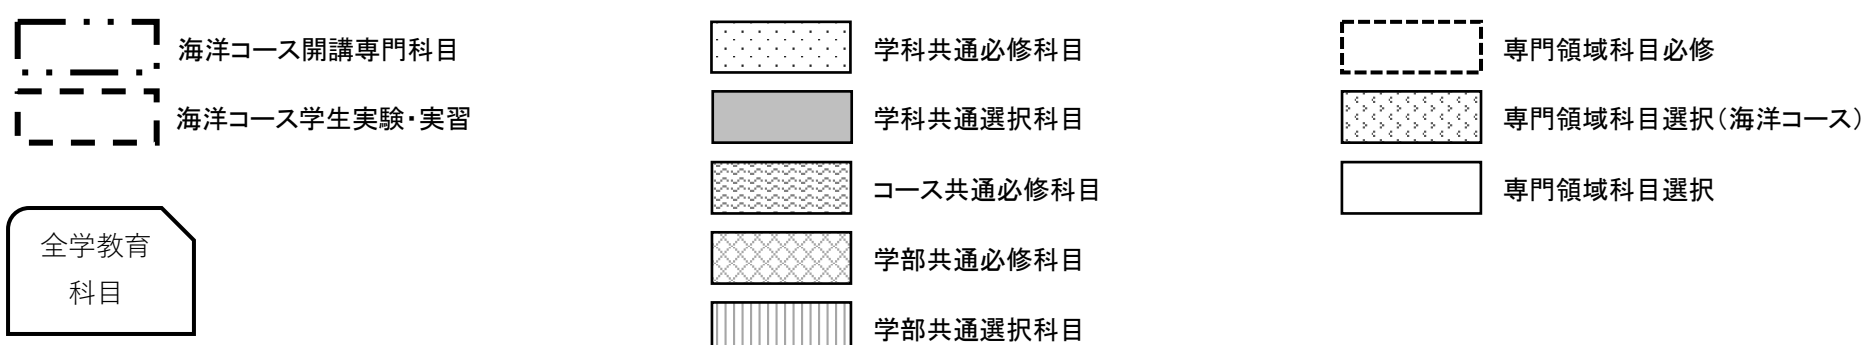 海洋コース開講専門科目
海洋コース学生実験・実習
全学教育
科目
学科共通必修科目
学科共通選択科目
コース共通必修科目
学部共通必修科目
学部共通選択科目
専門領域科目必修
専門領域科目選択(海洋コース)
専門領域科目選択